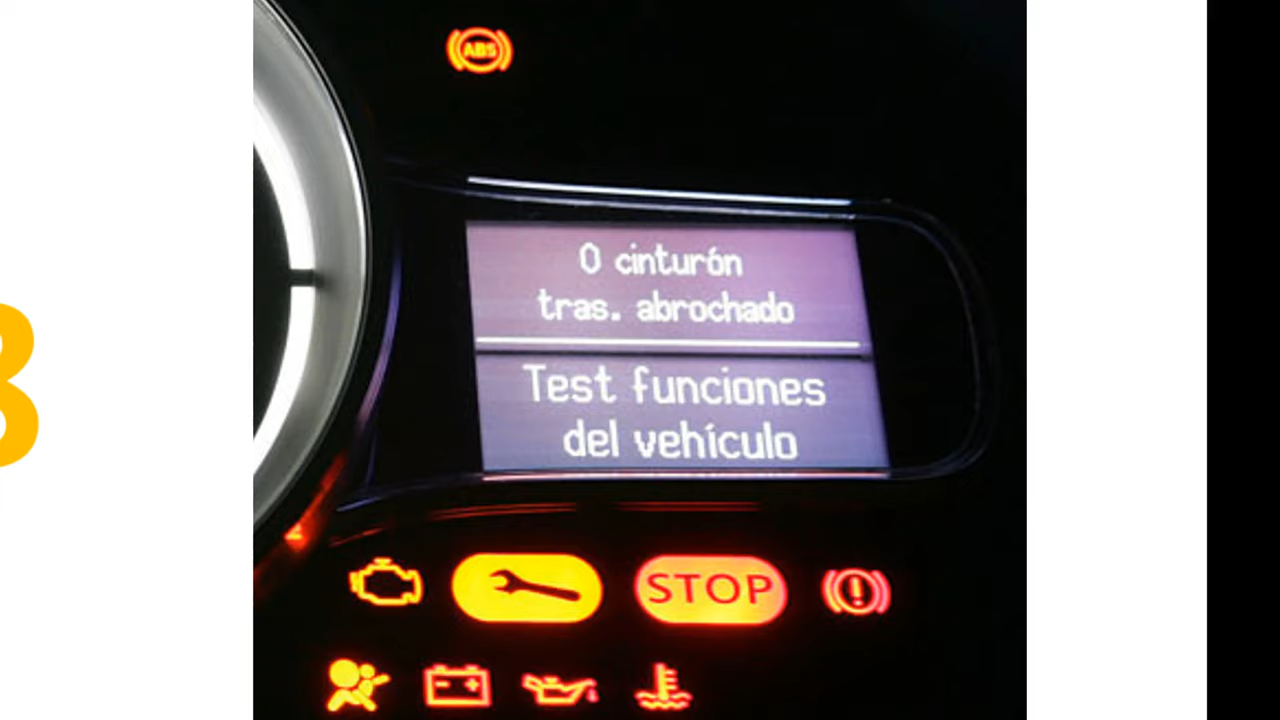 ABS
0 cinturón
tras. abrochado
Test funciones
del vehículo
STOP